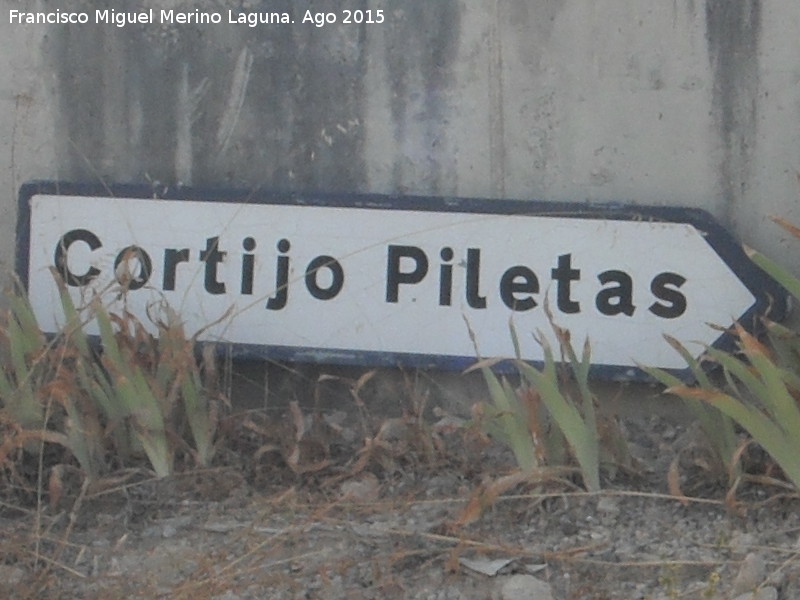 Francisco Miguel Merino Laguna. Ago 2015
Cortijo Piletas